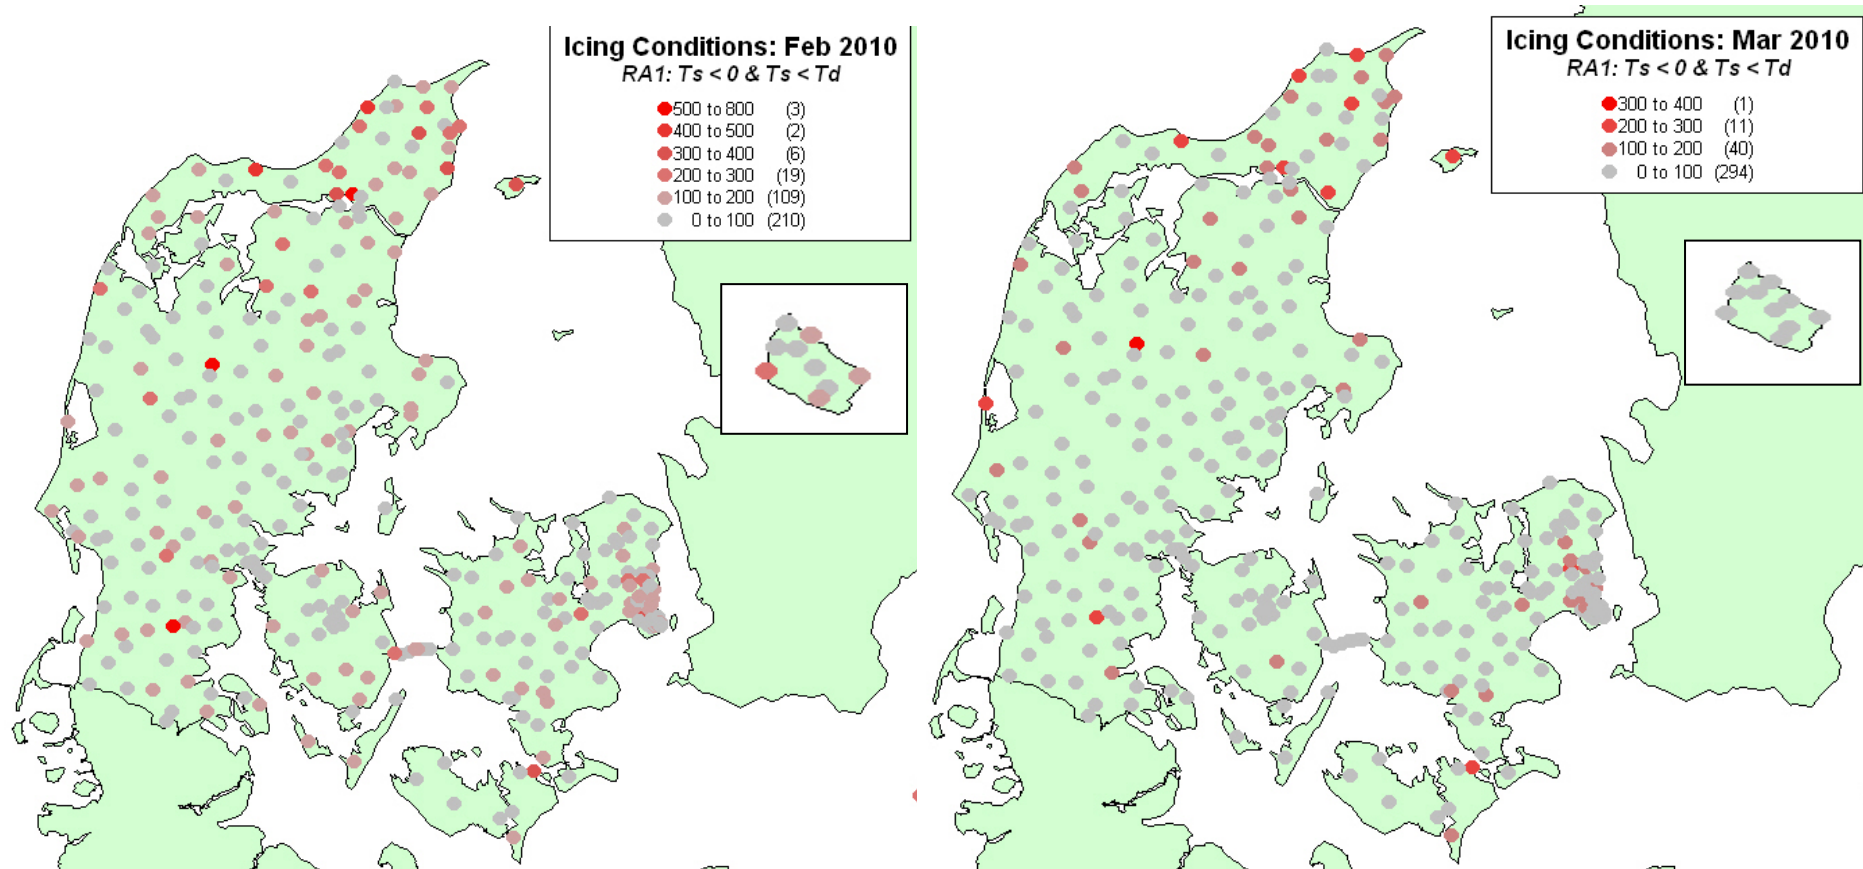 Icing Conditions: Feb 2010
RA1: Ts < 0 & Ts < Td
500 to 800 (3)
400 to 500 (2)
300 to 400 (6)
200 to 300 (19)
100 to 200 (109)
0 to 100 (210)
Icing Conditions: Mar 2010
RA1: Ts < 0 & Ts < Td
300 to 400 (1)
200 to 300 (11)
100 to 200 (40)
0 to 100 (294)